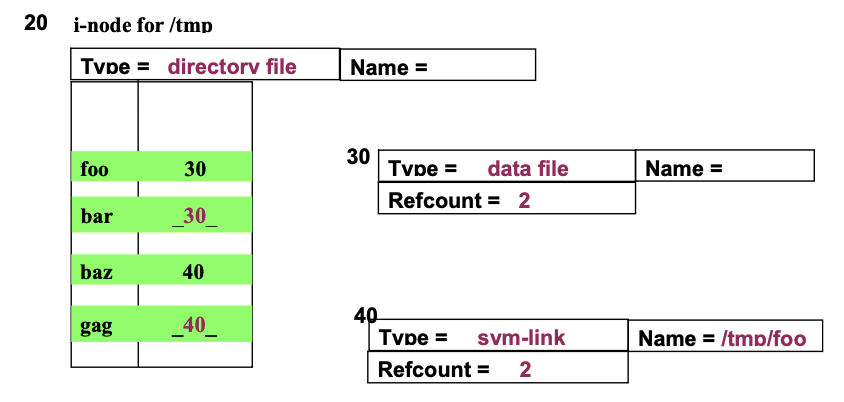 20 i-node for /tmp
Type = directory file Name =
foo 30
bar _30_
baz 40
gag _40_
30 Type = data file Name =
Refcount = 2
40
Type = sym-link Name = /tmp/foo
Refcount = 2